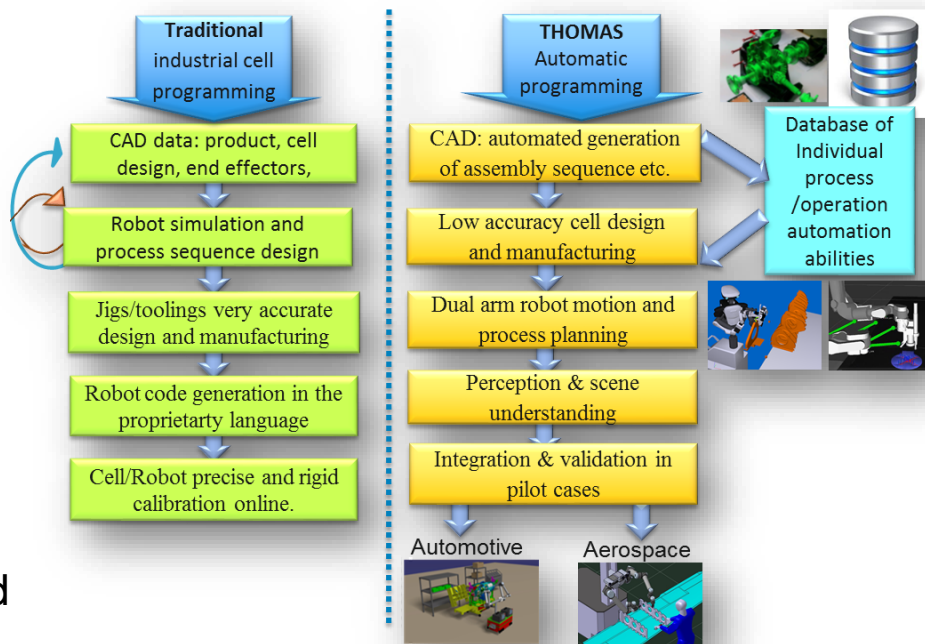 Traditional
industrial cell
programming
CAD data: product, cell
design, end effectors,
Robot simulation and
process sequence design
Jigs/toolings very accurate
design and manufacturing
Robot code generation in the
proprietarty language
Cell/Robot precise and rigid
calibration online.
d
THOMAS
Automatic
programming
CAD: automated generation
of assembly sequence etc.
Low accuracy cell design
and manufacturing
Dual arm robot motion and
process planning
Perception & scene
understanding
Integration & validation in
pilot cases
Automotive
Aerospace
Database of
Individual
process
/operation
automation
abilities